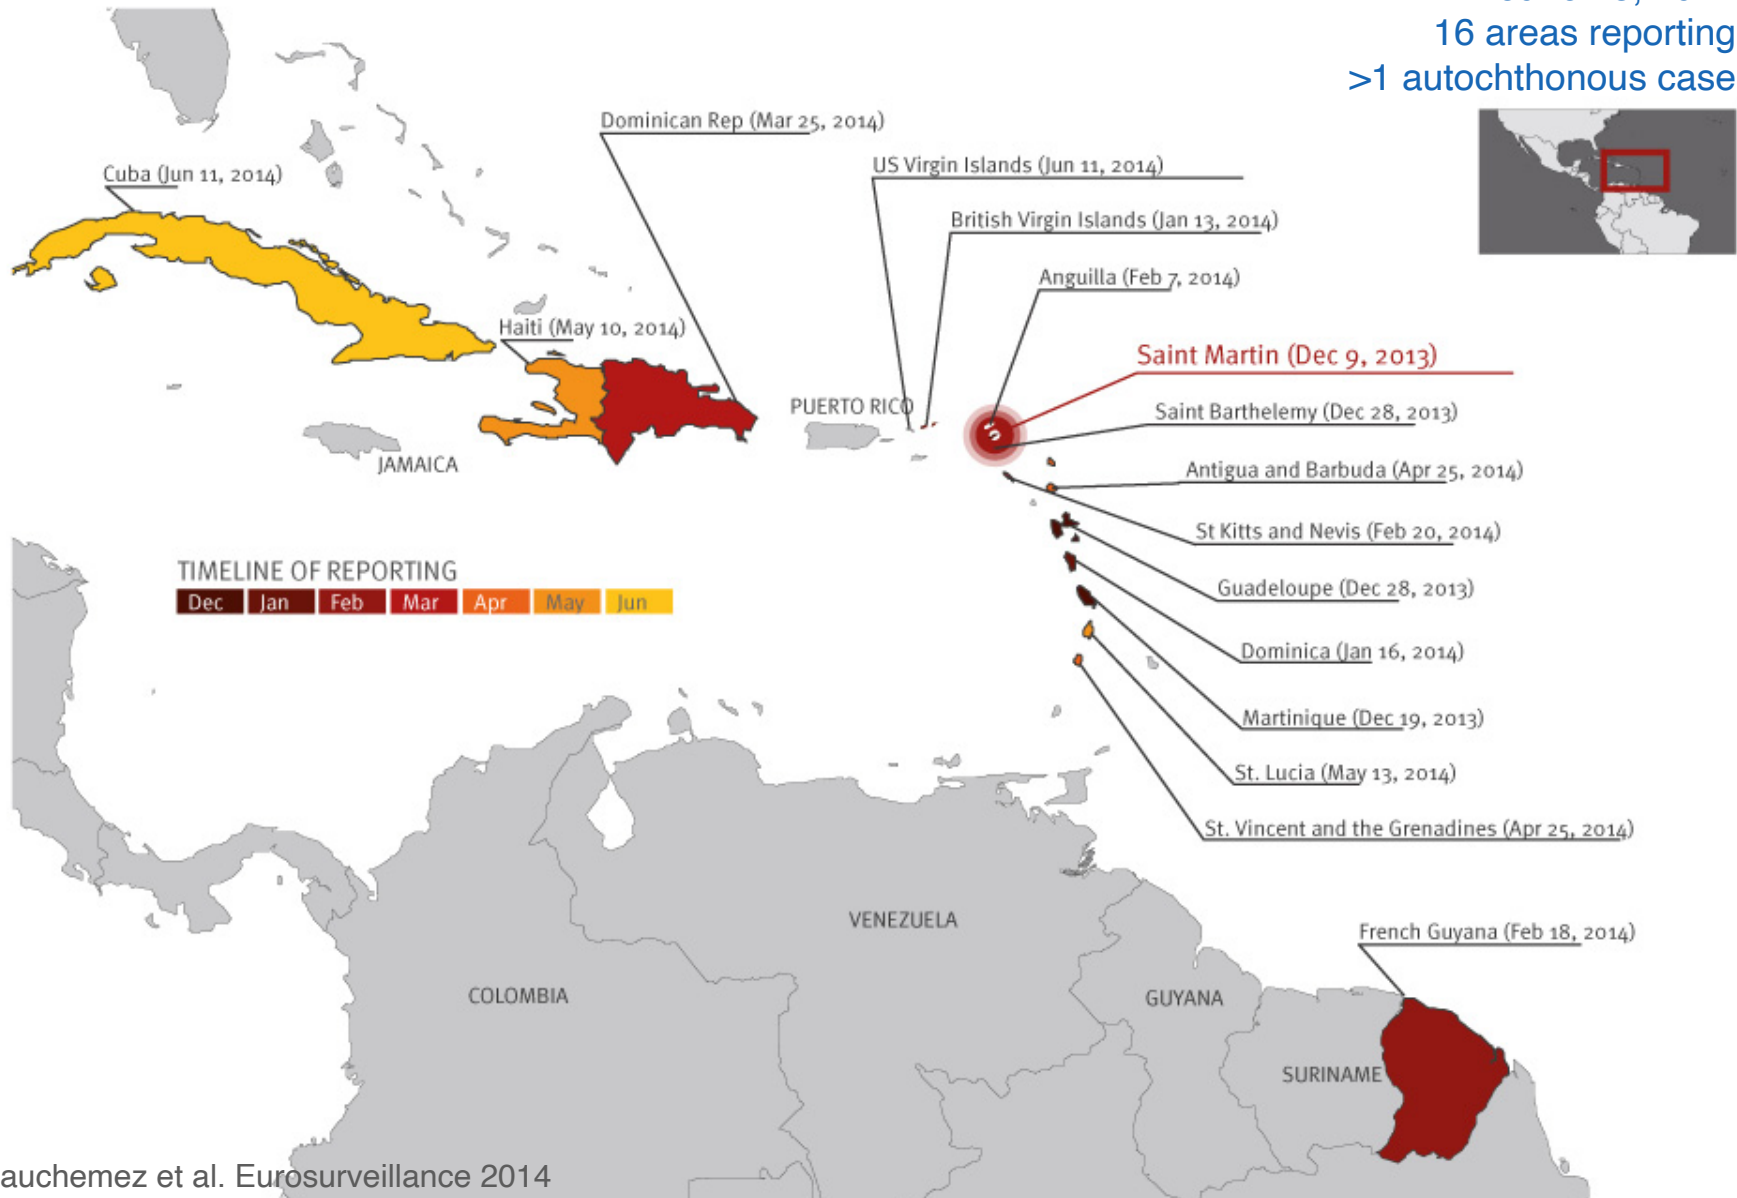 16 areas reporting
>1 autochthonous case
Dominican Rep (Mar 25, 2014)
US Virgin Islands (Jun 11, 2014)
Cuba (Jun 11, 2014)
British Virgin Islands (Jan 13, 2014)
Anguilla (Feb 7, 2014)
Haiti (May 10, 2014)
Saint Martin (Dec 9, 2013)
PUERTO RICO
Saint Barthelemy (Dec 28, 2013)
JAMAICA
Antigua and Barbuda (Apr 25, 2014)
St Kitts and Nevis (Feb 20, 2014)
TIMELINE OF REPORTING
Dec Jan Feb Mar Apr May Jun
Guadeloupe (Dec 28, 2013)
Dominica (Jan 16, 2014)
Martinique (Dec 19, 2013)
St. Lucia (May 13, 2014)
St. Vincent and the Grenadines (Apr 25, 2014)
VENEZUELA
French Guyana (Feb 18, 2014)
COLOMBIA
GUYANA
SURINAME
auchemez et al. Eurosurveillance 2014